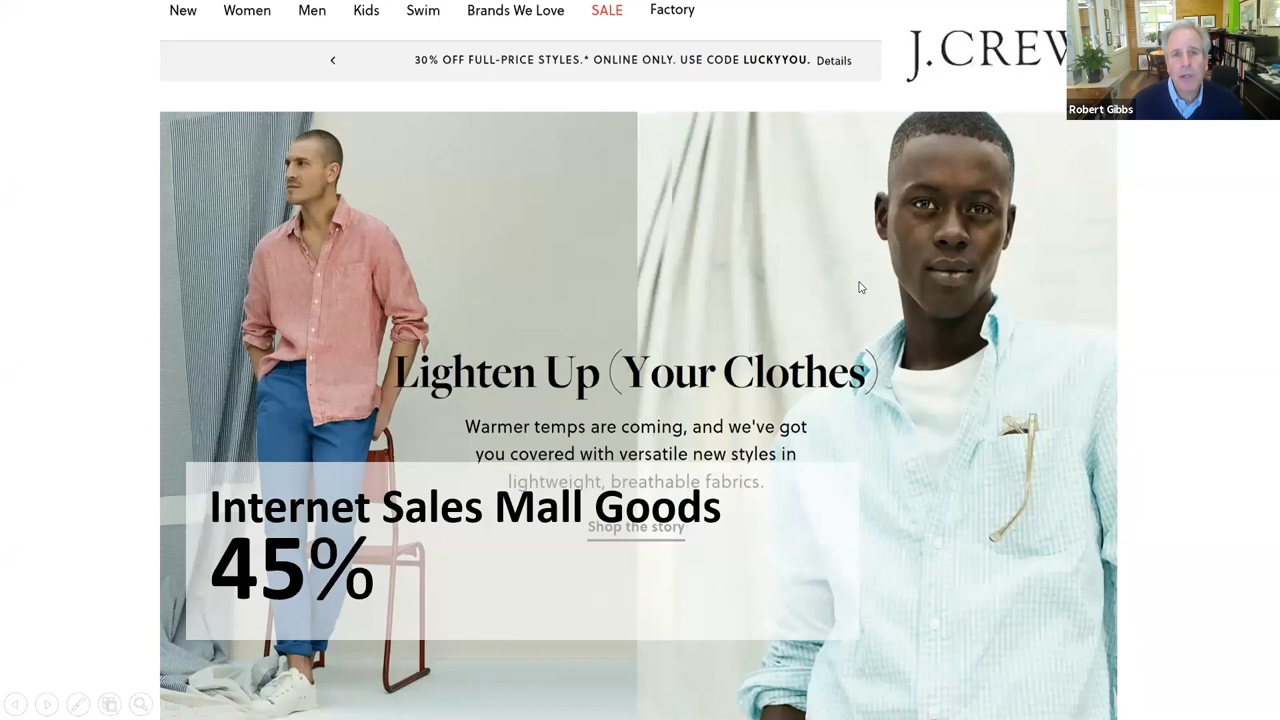 New Women Men Kids Swim Brands We Love SALE Factory
30% OFF FULL-PRICE STYLES.* ONLINE ONLY. USE CODE LUCKYYOU. Details
J.CREW
Robert Gibbs
Lighten Up (Your Clothes)
Warmer temps are coming, and we've got
you covered with versatile new styles in
lightweight, breathable fabrics.
Shop the story
Internet Sales Mall Goods
45%